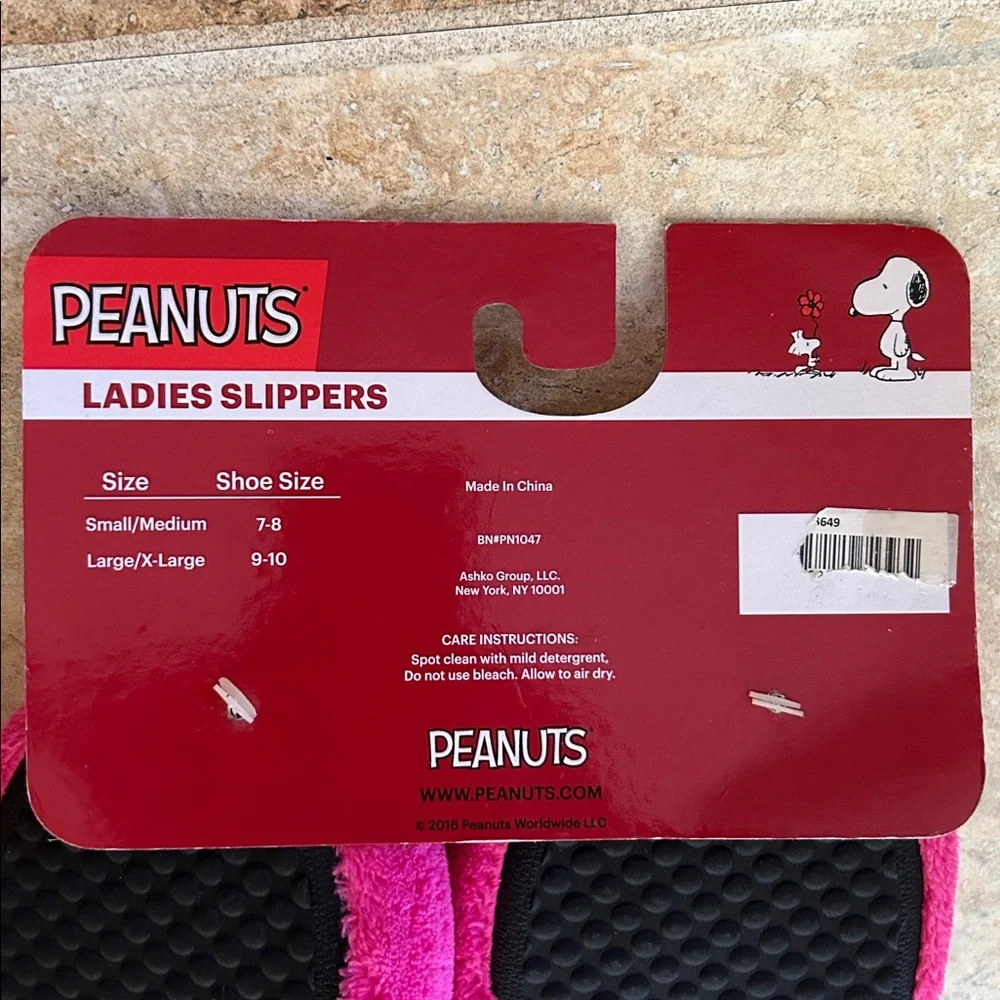 PEANUTS
LADIES SLIPPERS
Size Shoe Size
Small/Medium 7-8
Large/X-Large 9-10
Made In China
BN#PN1047
Ashko Group, LLC.
New York, NY 10001
CARE INSTRUCTIONS:
Spot clean with mild detergrent,
Do not use bleach. Allow to air dry.
649
PEANUTS
WWW.PEANUTS.COM
© 2016 Peanuts Worldwide LLC